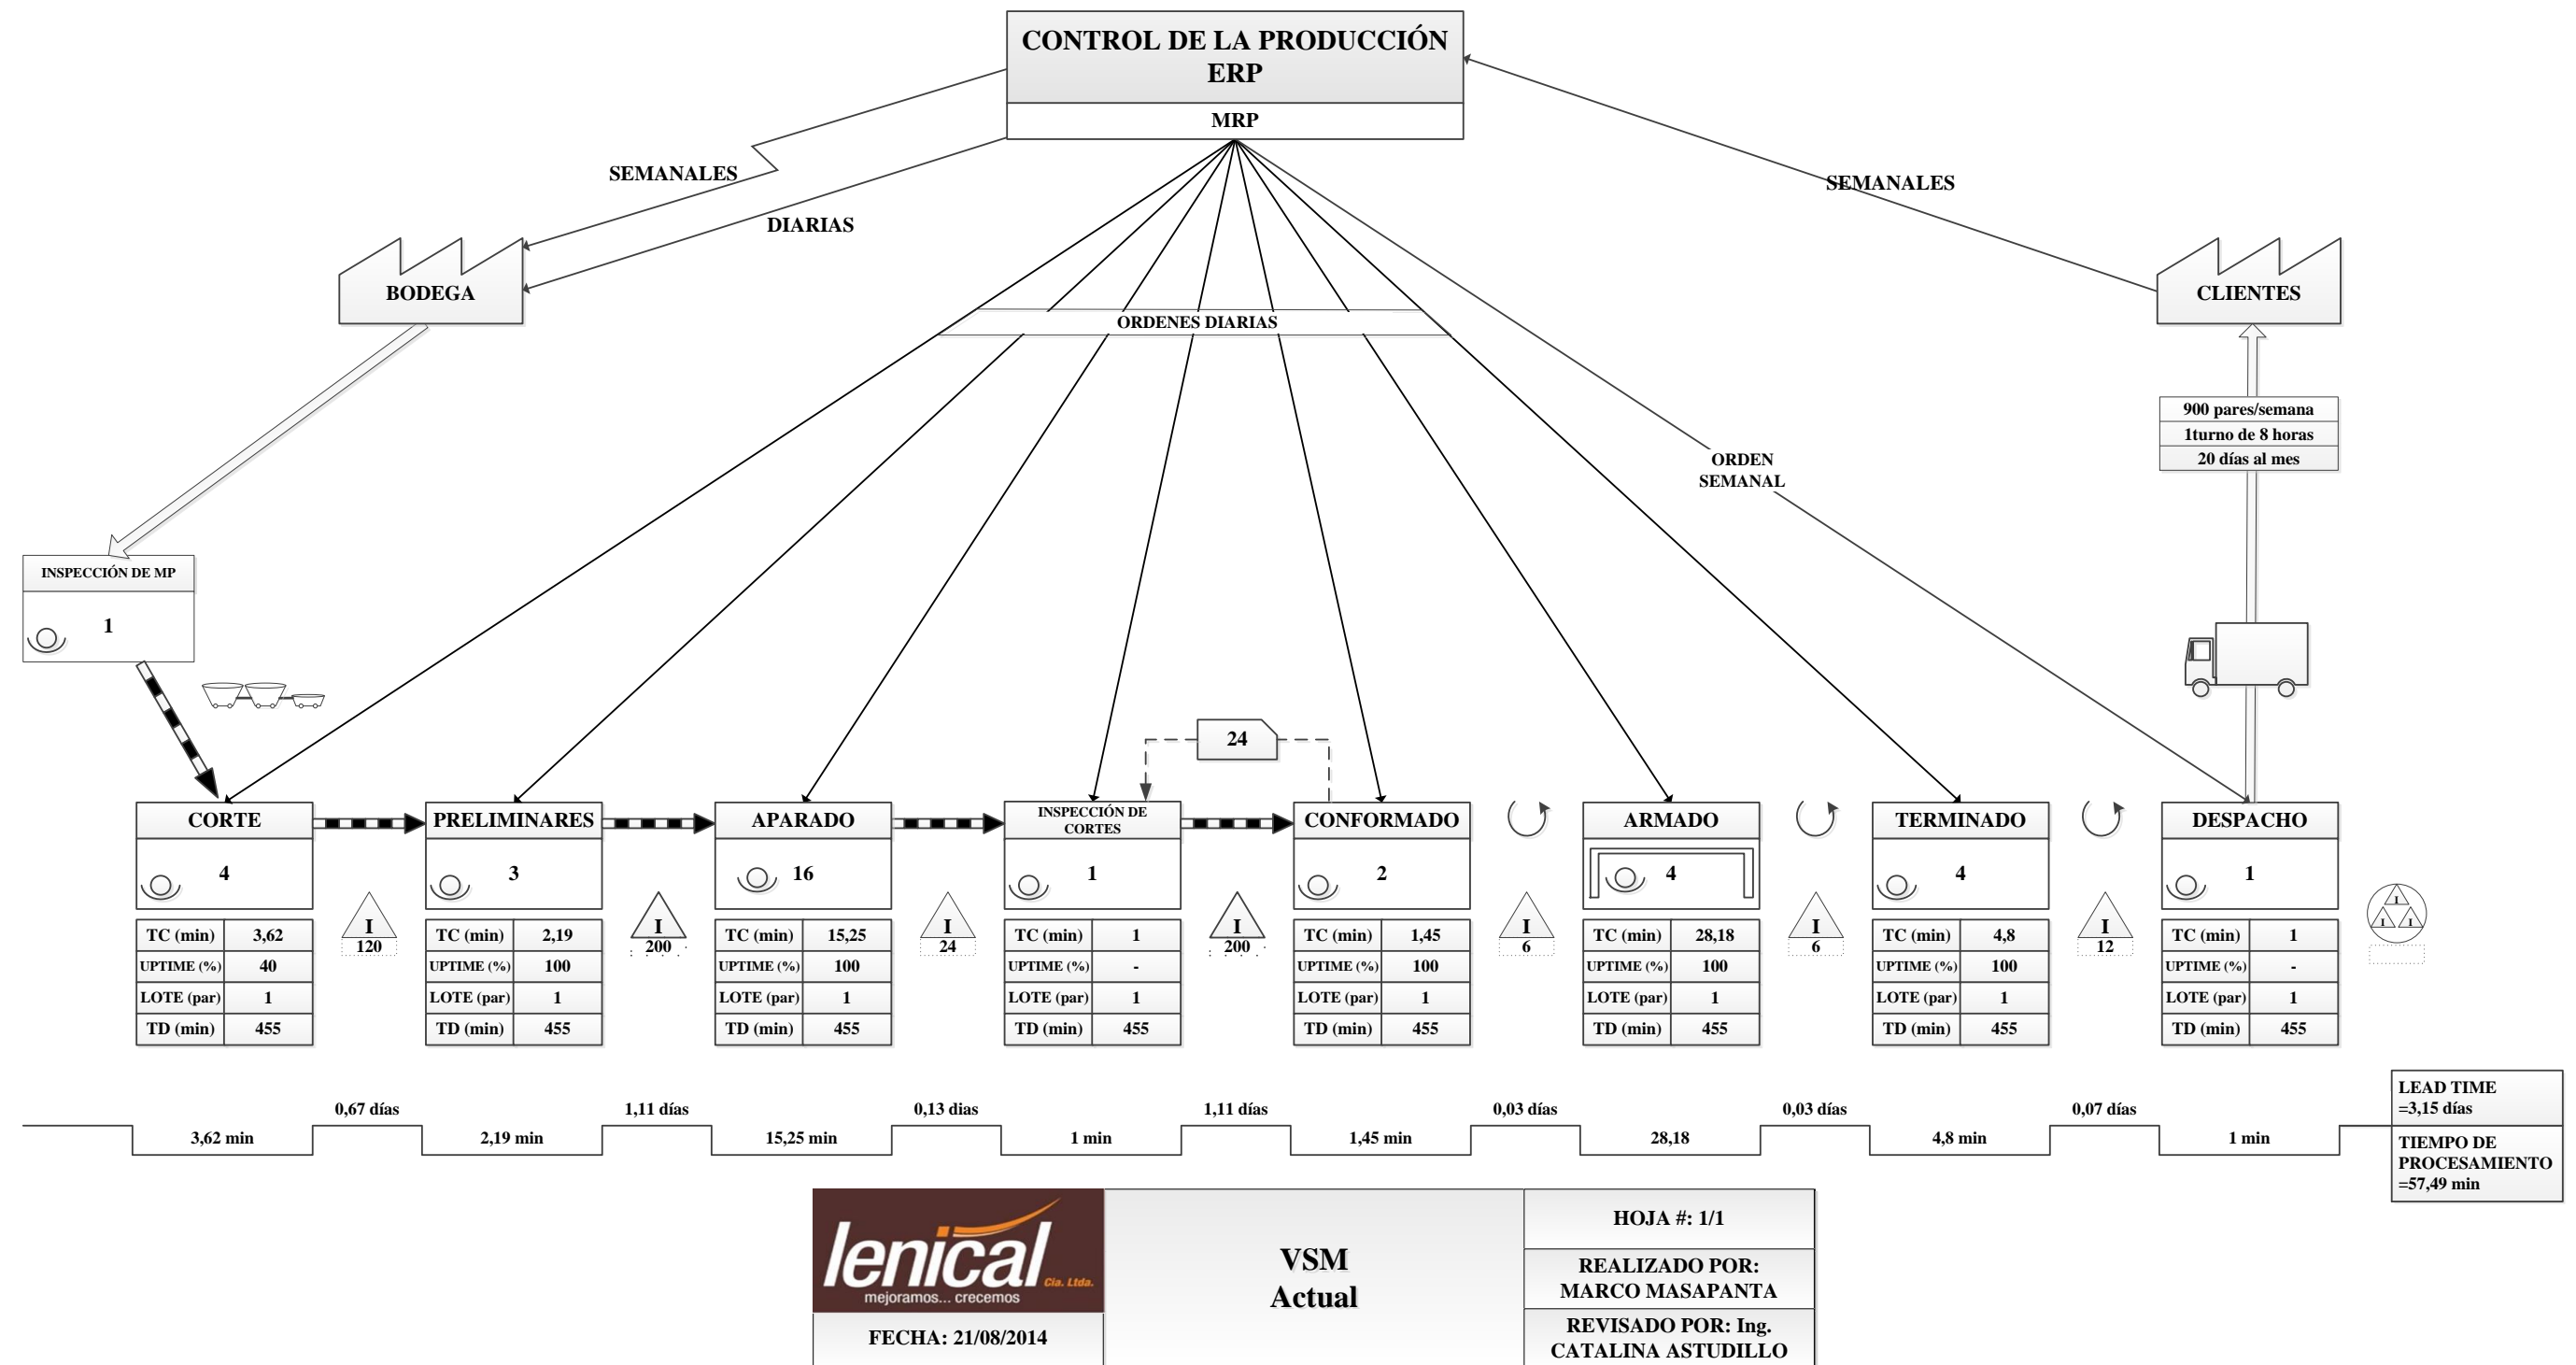 CONTROL DE LA PRODUCCIÓN
ERP
MRP
SEMANALES
DIARIAS
SEMANALES
BODEGA
CLIENTES
ORDENES DIARIAS
900 pares/semana
1turno de 8 horas
20 días al mes
ORDEN
SEMANAL
INSPECCIÓN DE MP
1
24
CORTE
4
TC (min) 3,62
UPTIME (%) 40
LOTE (par) 1
TD (min) 455
I
120
PRELIMINARES
3
TC (min) 2,19
UPTIME (%) 100
LOTE (par) 1
TD (min) 455
I
200
APARADO
16
TC (min) 15,25
UPTIME (%) 100
LOTE (par) 1
TD (min) 455
I
24
INSPECCIÓN DE
CORTES
1
TC (min) 1
UPTIME (%) -
LOTE (par) 1
TD (min) 455
I
200
CONFORMADO
2
TC (min) 1,45
UPTIME (%) 100
LOTE (par) 1
TD (min) 455
I
6
ARMADO
4
TC (min) 28,18
UPTIME (%) 100
LOTE (par) 1
TD (min) 455
I
6
TERMINADO
4
TC (min) 4,8
UPTIME (%) 100
LOTE (par) 1
TD (min) 455
I
12
DESPACHO
1
TC (min) 1
UPTIME (%) -
LOTE (par) 1
TD (min) 455
I
I I
0,67 días 1,11 días 0,13 dias 1,11 días 0,03 días 0,03 días 0,07 días
3,62 min 2,19 min 15,25 min 1 min 1,45 min 28,18 4,8 min 1 min
LEAD TIME
=3,15 días
TIEMPO DE
PROCESAMIENTO
=57,49 min
lenical
Cia. Ltda.
mejoramos... crecemos
FECHA: 21/08/2014
VSM
Actual
HOJA #: 1/1
REALIZADO POR:
MARCO MASAPANTA
REVISADO POR: Ing.
CATALINA ASTUDILLO